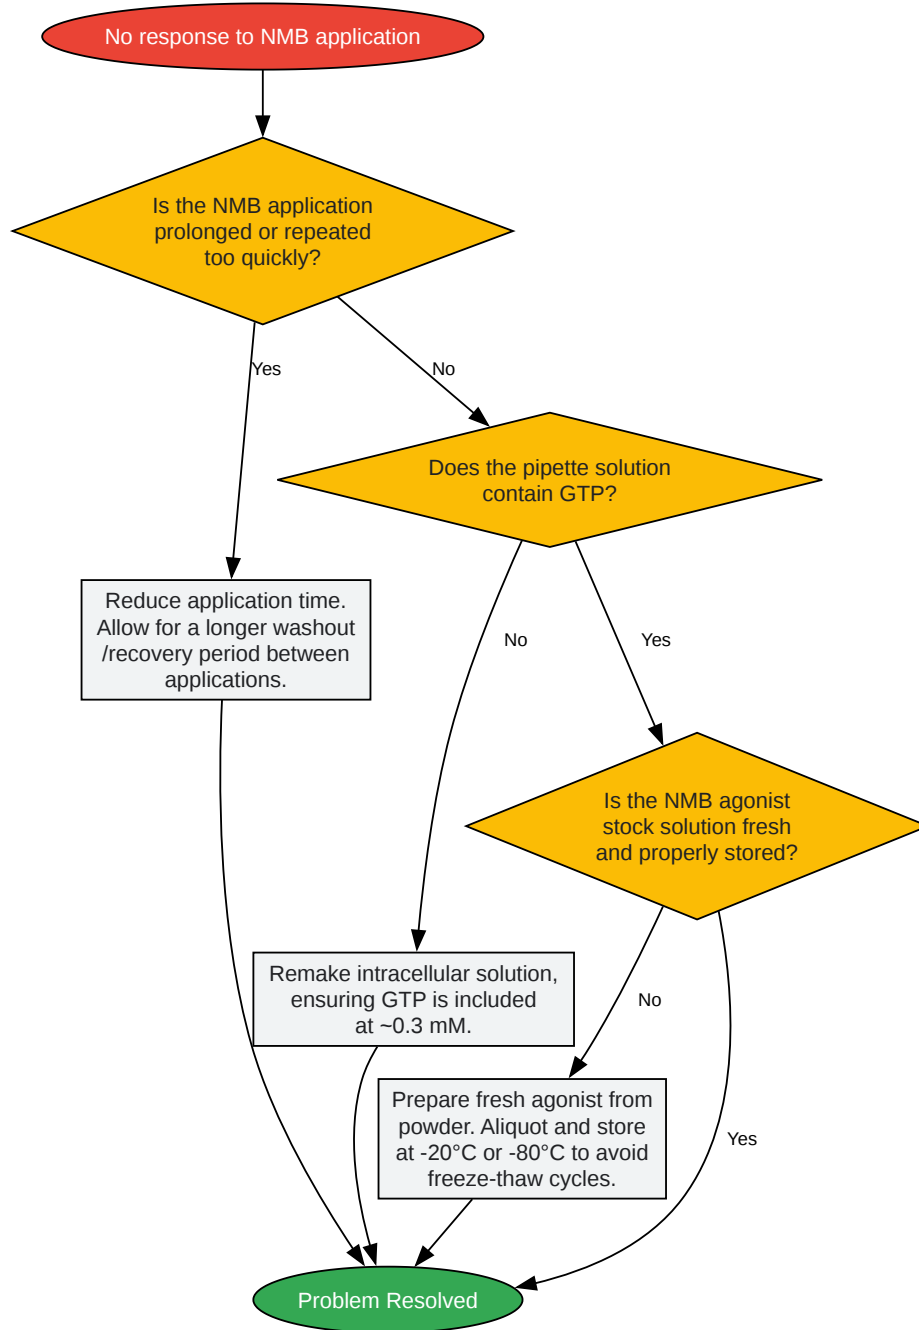 No response to NMB application
Is the NMB application
prolonged or repeated
too quickly?
Yes
No
Does the pipette solution
contain GTP?
Reduce application time.
Allow for a longer washout
/recovery period between
applications.
No
Yes
Is the NMB agonist
stock solution fresh
and properly stored?
Remake intracellular solution,
ensuring GTP is included
at ~0.3 mM.
No
Prepare fresh agonist from
powder. Aliquot and store
at -20°C or -80°C to avoid
freeze-thaw cycles.
Yes
Problem Resolved